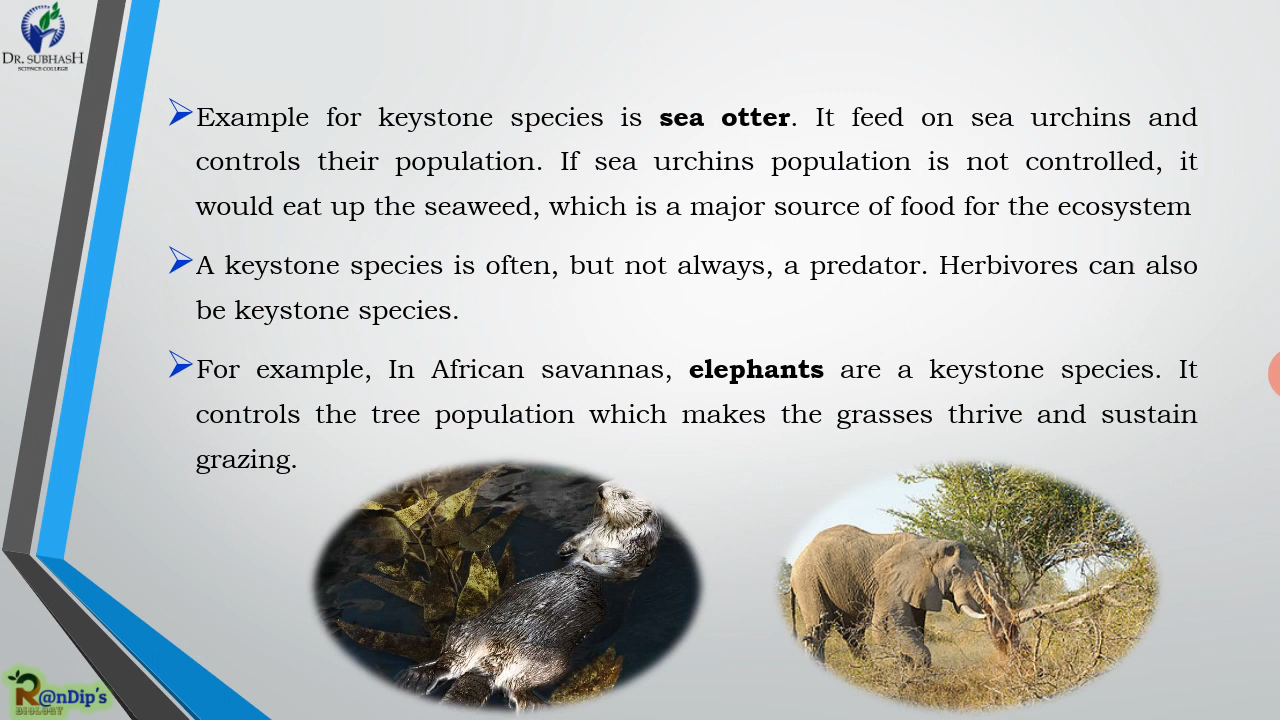 DR. SUBHASH
SCIENCE COLLEGE
Example for keystone species is sea otter. It feed on sea urchins and
controls their population. If sea urchins population is not controlled, it
would eat up the seaweed, which is a major source of food for the ecosystem
A keystone species is often, but not always, a predator. Herbivores can also
be keystone species.
For example, In African savannas, elephants are a keystone species. It
controls the tree population which makes the grasses thrive and sustain
grazing.
R@nDip's
BIOLOGY